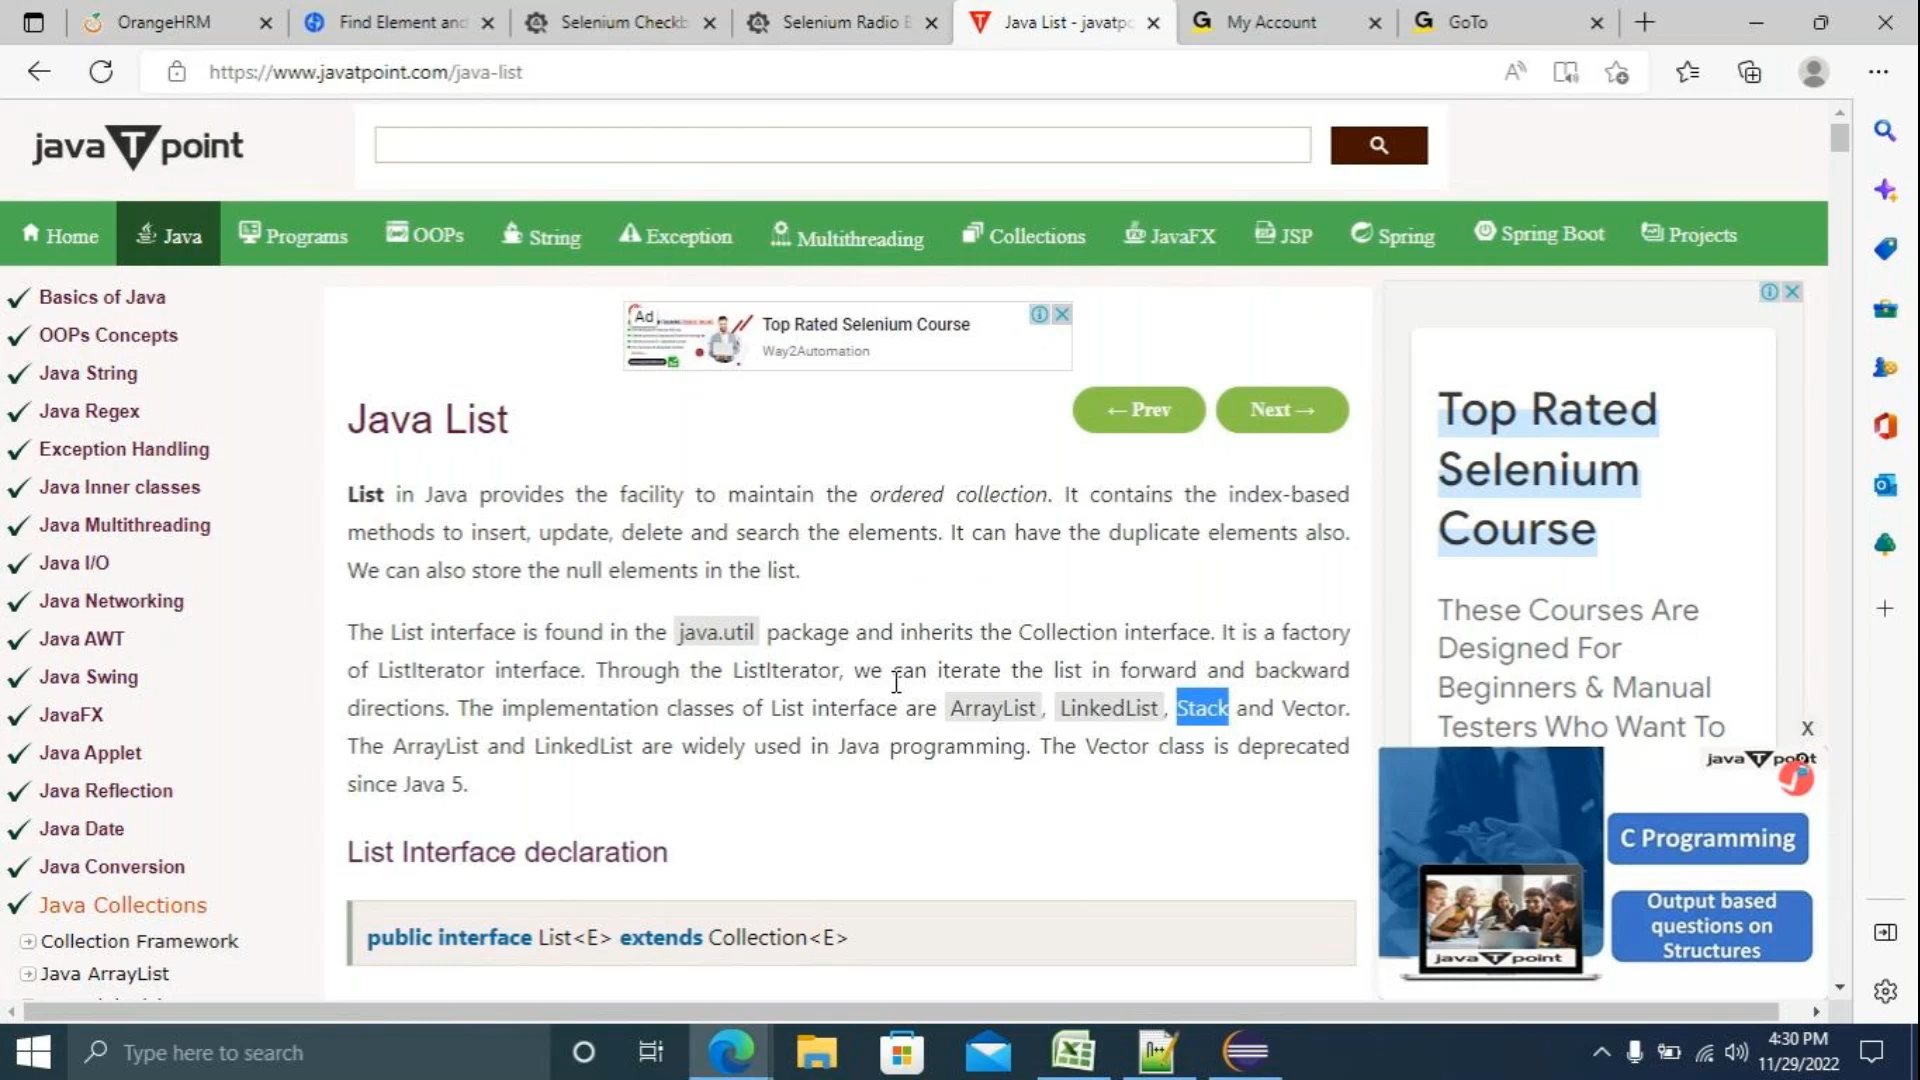 OrangeHRM
Find Element and
Selenium Checkb
Selenium Radio B
Java List - javatpo
My Account
GoTo
https://www.javatpoint.com/java-list
java T point
Home
Java
Programs
OOPs
String
Exception
Multithreading
Collections
JavaFX
JSP
Spring
Spring Boot
Projects
Basics of Java
OOPs Concepts
Java String
Java Regex
Exception Handling
Java Inner classes
Java Multithreading
Java I/O
Java Networking
Java AWT
Java Swing
JavaFX
Java Applet
Java Reflection
Java Date
Java Conversion
Java Collections
Collection Framework
Java ArrayList
Ad
Top Rated Selenium Course
Way2Automation
← Prev
Next →
Java List
List in Java provides the facility to maintain the ordered collection. It contains the index-based
methods to insert, update, delete and search the elements. It can have the duplicate elements also.
We can also store the null elements in the list.
The List interface is found in the java.util package and inherits the Collection interface. It is a factory
of ListIterator interface. Through the ListIterator, we can iterate the list in forward and backward
directions. The implementation classes of List interface are ArrayList, LinkedList, Stack and Vector.
The ArrayList and LinkedList are widely used in Java programming. The Vector class is deprecated
since Java 5.
List Interface declaration
public interface List<E> extends Collection<E>
Top Rated
Selenium
Course
These Courses Are
Designed For
Beginners & Manual
Testers Who Want To
X
java T point
C Programming
Output based
questions on
Structures
java T point
Type here to search
4:30 PM
11/29/2022